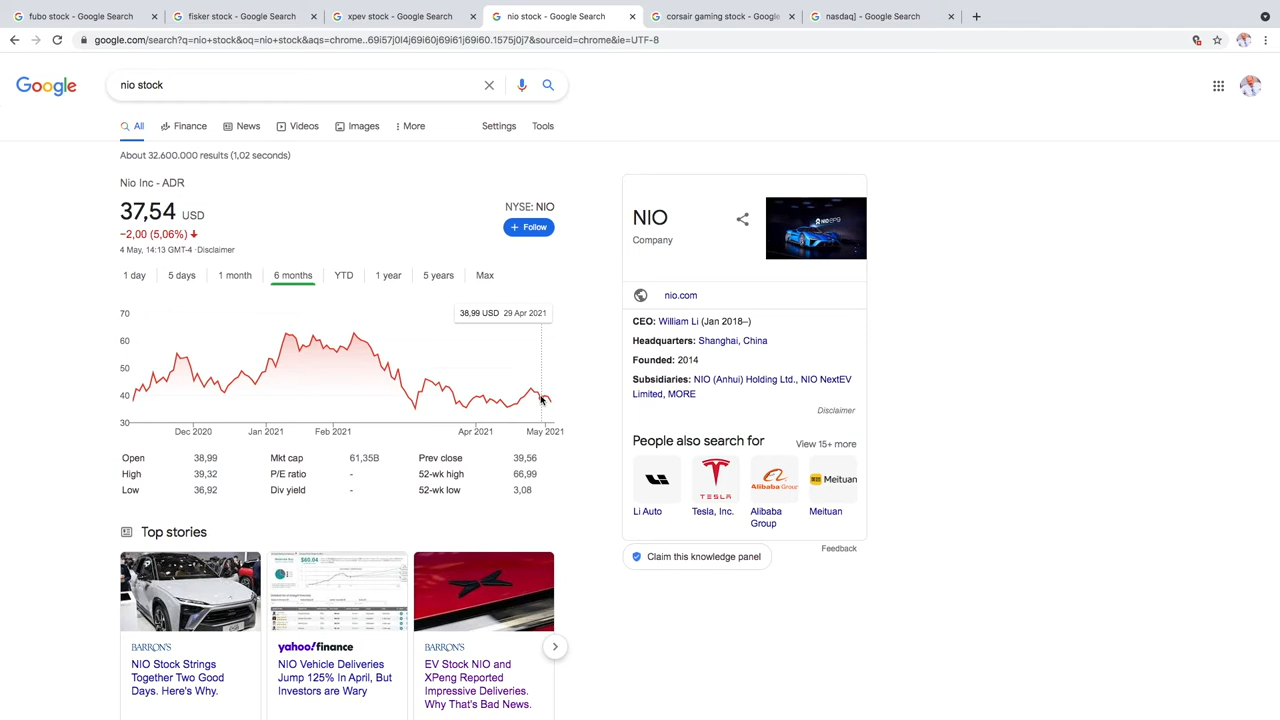 fubo stock - Google Search
fisker stock - Google Search
xpev stock - Google Search
nio stock - Google Search
corsair gaming stock - Google
nasdaq] - Google Search
google.com/search?q=nio+stock&oq=nio+stock&aqs=chrome..69i57j0l4j69i60j69i61j69i60.1575j0j7&sourceid=chrome&ie=UTF-8
Google
nio stock
All
Finance
News
Videos
Images
More
Settings
Tools
About 32.600.000 results (1,02 seconds)
Nio Inc - ADR
37,54 USD
NYSE: NIO
−2,00 (5,06%)
+ Follow
4 May, 14:13 GMT-4 · Disclaimer
1 day
5 days
1 month
6 months
YTD
1 year
5 years
Max
38,99 USD 29 Apr 2021
70
60
50
40
30
Dec 2020
Jan 2021
Feb 2021
Apr 2021
May 2021
Open 38,99
Mkt cap 61,35B
Prev close 39,56
High 39,32
P/E ratio -
52-wk high 66,99
Low 36,92
Div yield -
52-wk low 3,08
Top stories
BARRON'S
NIO Stock Strings
Together Two Good
Days. Here's Why.
$60.04
yahoo!finance
NIO Vehicle Deliveries
Jump 125% In April, But
Investors are Wary
BARRON'S
EV Stock NIO and
XPeng Reported
Impressive Deliveries.
Why That's Bad News.
NIO
Company
NIO
nio.com
CEO: William Li (Jan 2018–)
Headquarters: Shanghai, China
Founded: 2014
Subsidiaries: NIO (Anhui) Holding Ltd., NIO NextEV
Limited, MORE
Disclaimer
People also search for
View 15+ more
TESLA
Alibaba Group
Meituan
Li Auto
Tesla, Inc.
Alibaba
Group
Meituan
Claim this knowledge panel
Feedback